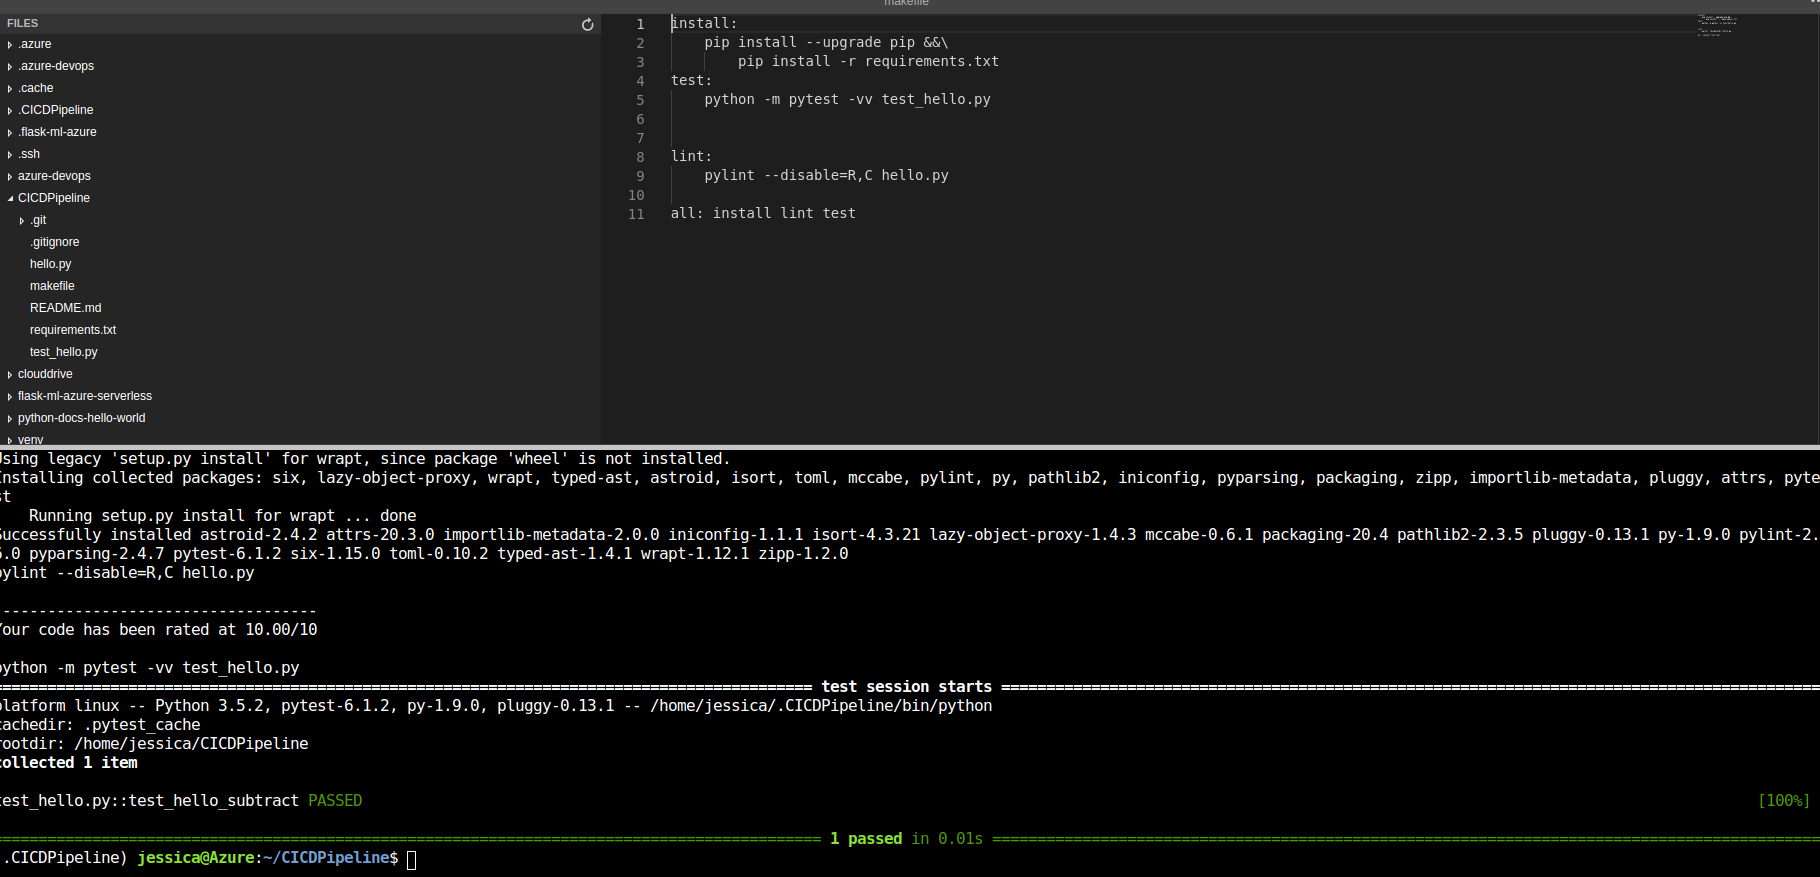 makefile
FILES
.azure
.azure-devops
.cache
.CICDPipeline
.flask-ml-azure
.ssh
azure-devops
CICDPipeline
.git
.gitignore
hello.py
makefile
README.md
requirements.txt
test_hello.py
clouddrive
flask-ml-azure-serverless
python-docs-hello-world
venv
1 install:
2 pip install --upgrade pip &&\
3 pip install -r requirements.txt
4 test:
5 python -m pytest -vv test_hello.py
6
7
8 lint:
9 pylint --disable=R,C hello.py
10
11 all: install lint test
Using legacy 'setup.py install' for wrapt, since package 'wheel' is not installed.
Installing collected packages: six, lazy-object-proxy, wrapt, typed-ast, astroid, isort, toml, mccabe, pylint, py, pathlib2, iniconfig, pyparsing, packaging, zipp, importlib-metadata, pluggy, attrs, pyte
st
Running setup.py install for wrapt ... done
Successfully installed astroid-2.4.2 attrs-20.3.0 importlib-metadata-2.0.0 iniconfig-1.1.1 isort-4.3.21 lazy-object-proxy-1.4.3 mccabe-0.6.1 packaging-20.4 pathlib2-2.3.5 pluggy-0.13.1 py-1.9.0 pylint-2.
6.0 pyparsing-2.4.7 pytest-6.1.2 six-1.15.0 toml-0.10.2 typed-ast-1.4.1 wrapt-1.12.1 zipp-1.2.0
pylint --disable=R,C hello.py
-----------------------------------
Your code has been rated at 10.00/10
python -m pytest -vv test_hello.py
test session starts
platform linux -- Python 3.5.2, pytest-6.1.2, py-1.9.0, pluggy-0.13.1 -- /home/jessica/.CICDPipeline/bin/python
cachedir: .pytest_cache
rootdir: /home/jessica/CICDPipeline
collected 1 item
test_hello.py::test_hello_subtract PASSED [100%]
1 passed in 0.01s
.CICDPipeline) jessica@Azure:~/CICDPipeline$